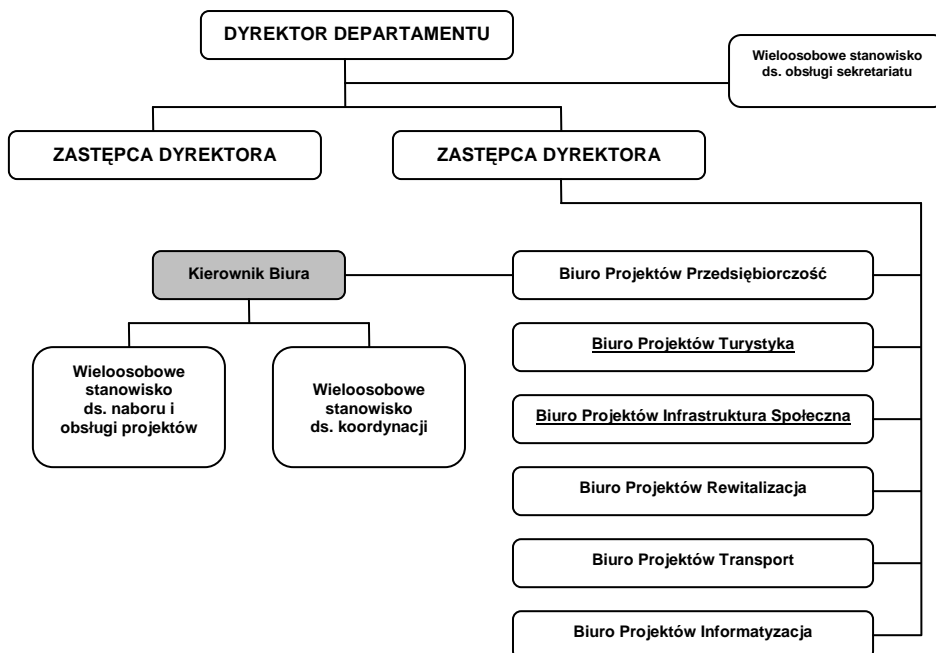 DYREKTOR DEPARTAMENTU
Wieloosobowe stanowisko
ds. obsługi sekretariatu
ZASTĘPCA DYREKTORA
ZASTĘPCA DYREKTORA
Kierownik Biura
Biuro Projektów Przedsiębiorczość
Wieloosobowe
stanowisko
ds. naboru i
obsługi projektów
Wieloosobowe
stanowisko
ds. koordynacji
Biuro Projektów Turystyka
Biuro Projektów Infrastruktura Społeczna
Biuro Projektów Rewitalizacja
Biuro Projektów Transport
Biuro Projektów Informatyzacja